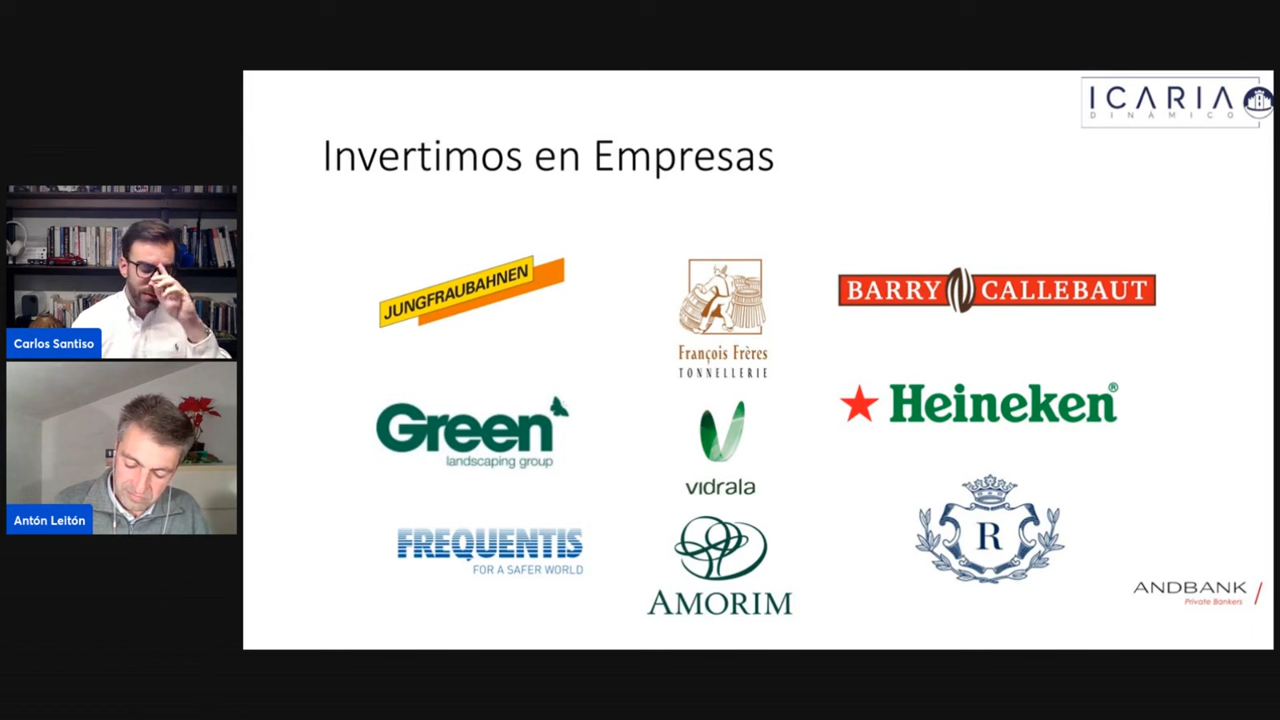 ICARIA
DINÁMICO
Invertimos en Empresas
JUNGFRAUBAHNEN
François Frères
TONNELLERIE
BARRY CALLEBAUT
Green
landscaping group
vidrala
Heineken®
FREQUENTIS
FOR A SAFER WORLD
AMORIM
R
ANDBANK
Private Bankers
Carlos Santiso
Antón Leitón